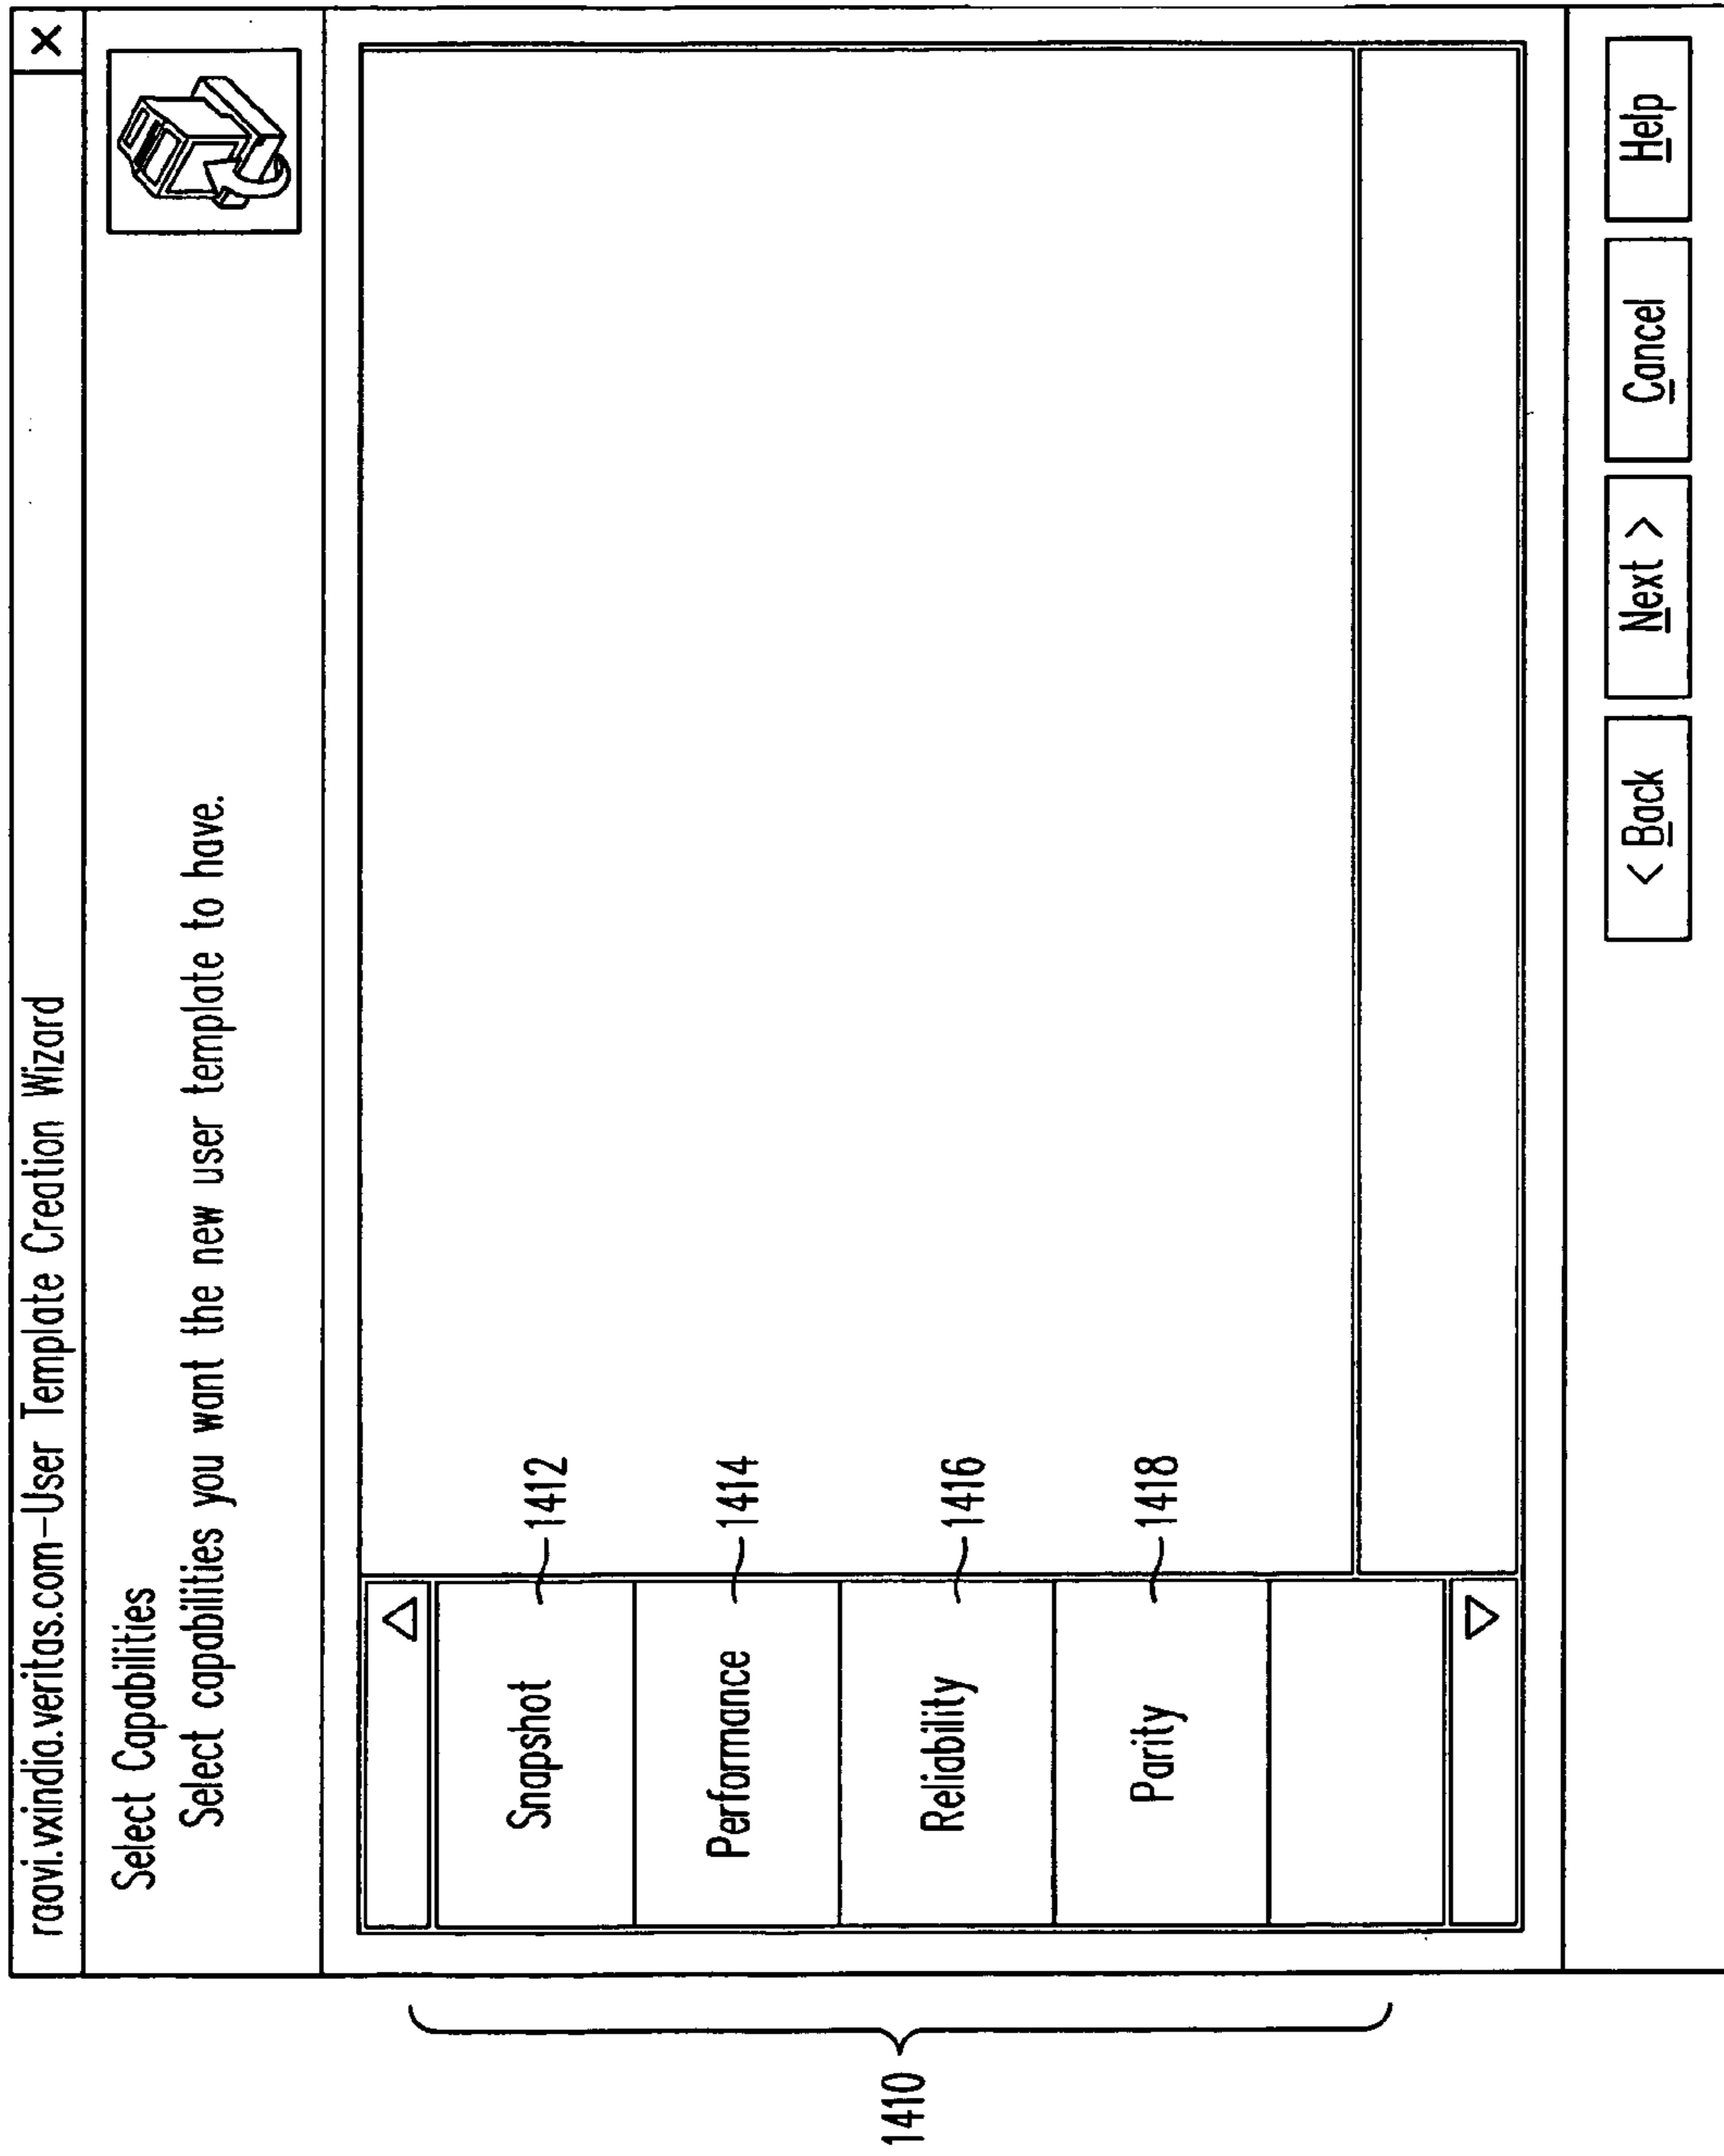 raavi.vxindia.veritas.com-User Template Creation Wizard X
Select Capabilities
Select capabilities you want the new user template to have.
1410
Snapshot 1412
Performance 1414
Reliability 1416
Parity 1418
< Back Next > Cancel Help